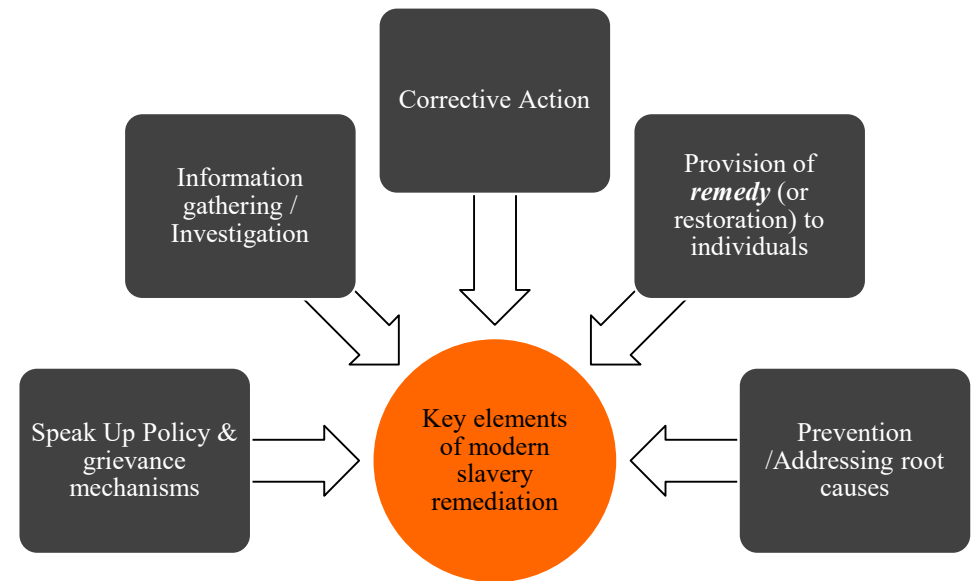 Speak Up Policy &
grievance
mechanisms
Information
gathering /
Investigation
Corrective Action
Provision of
remedy (or
restoration) to
individuals
Prevention
/Addressing root
causes
Key elements
of modern
slavery
remediation